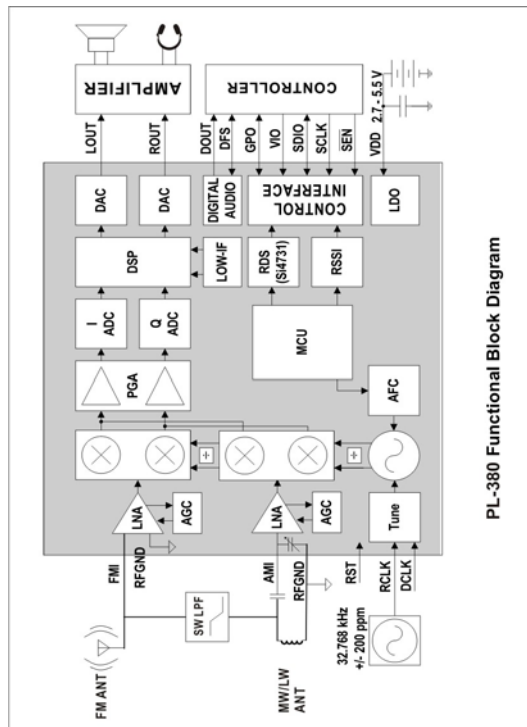 FM ANT
FMI
RFGND
LNA
AGC
SW LPF
MW/LW
ANT
AMI
RFGND
LNA
AGC
32.768 kHz
+/- 200 ppm
RST
RCLK
DCLK
Tune
AFC
÷
÷
PGA
I
ADC
Q
ADC
DSP
LOW-IF
DAC
DAC
MCU
RDS
(Si4731)
RSSI
DIGITAL
AUDIO
CONTROL
INTERFACE
LDO
LOUT
ROUT
DOUT
DFS
GPO
VIO
SDIO
SCLK
SEN
VDD
2.7 - 5.5 V
AMPLIFIER
CONTROLLER
PL-380 Functional Block Diagram